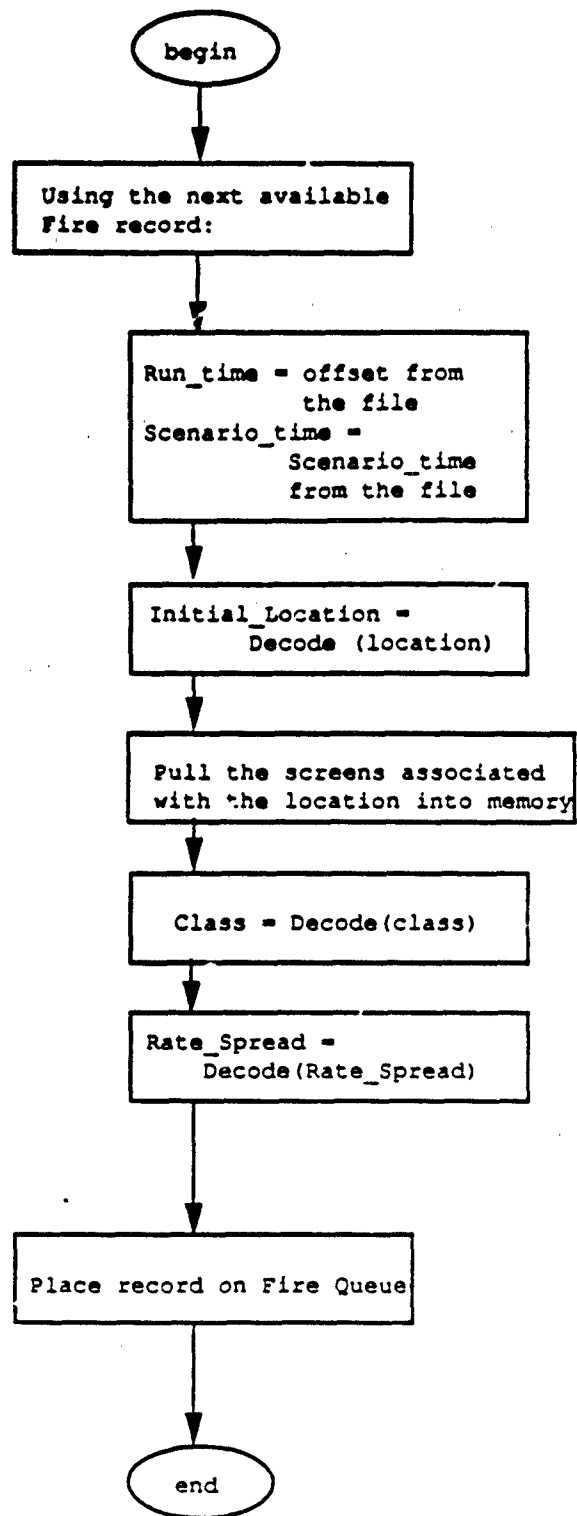 begin
Using the next available
Fire record:
Run_time = offset from
the file
Scenario_time =
Scenario_time
from the file
Initial_Location =
Decode (location)
Pull the screens associated
with the location into memory
Class = Decode(class)
Rate_Spread =
Decode(Rate_Spread)
Place record on Fire Queue
end